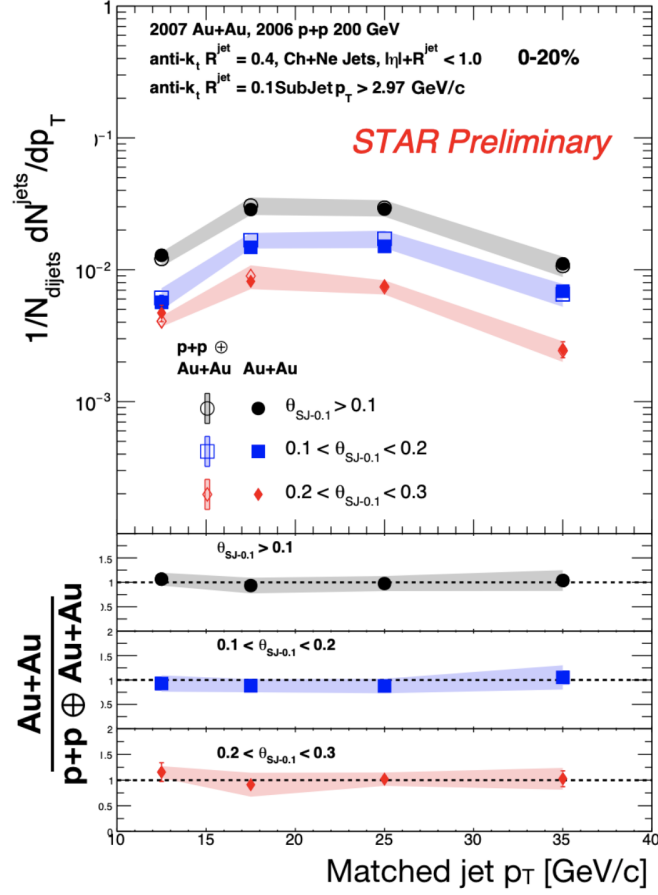 2007 Au+Au, 2006 p+p 200 GeV
anti-k_t R^jet = 0.4, Ch+Ne Jets, |η|+R^jet < 1.0
0-20%
anti-k_t R^jet = 0.1SubJet p_T > 2.97 GeV/c
STAR Preliminary
1/N_dijets dN^jets/dp_T
1
10^-1
10^-2
10^-3
p+p ⊕
Au+Au Au+Au
θ_SJ-0.1 > 0.1
0.1 < θ_SJ-0.1 < 0.2
0.2 < θ_SJ-0.1 < 0.3
Au+Au
p+p ⊕ Au+Au
θ_SJ-0.1 > 0.1
1.5
1
0.5
2
0.1 < θ_SJ-0.1 < 0.2
1.5
1
0.5
2
0.2 < θ_SJ-0.1 < 0.3
1.5
1
0.5
0
10 15 20 25 30 35 40
Matched jet p_T [GeV/c]